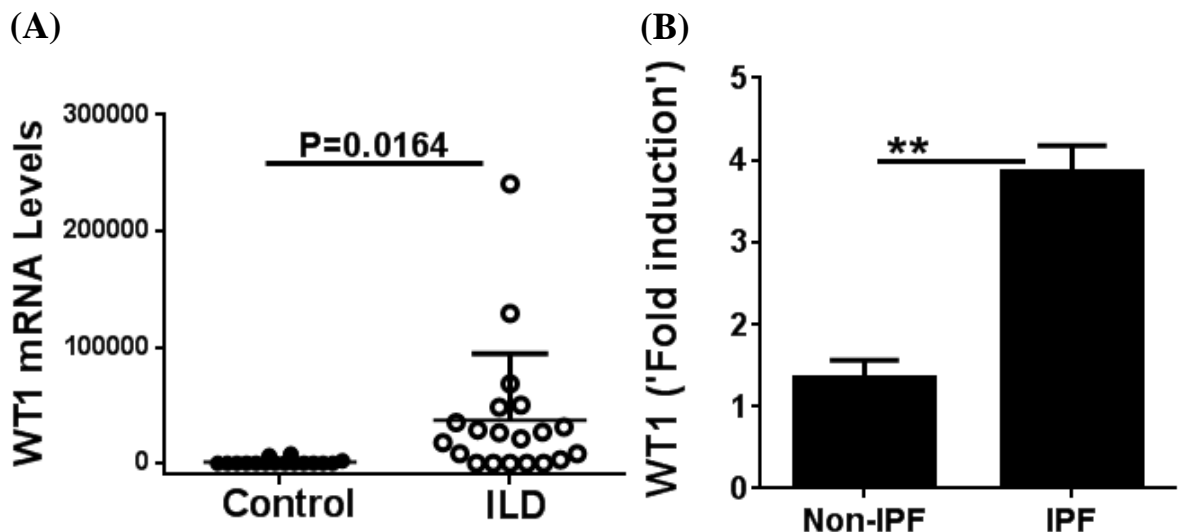 (A)
WT1 mRNA Levels
300000
200000
100000
0
P=0.0164
Control
ILD
(B)
WT1 ('Fold induction')
5
4
3
2
1
0
**
Non-IPF
IPF